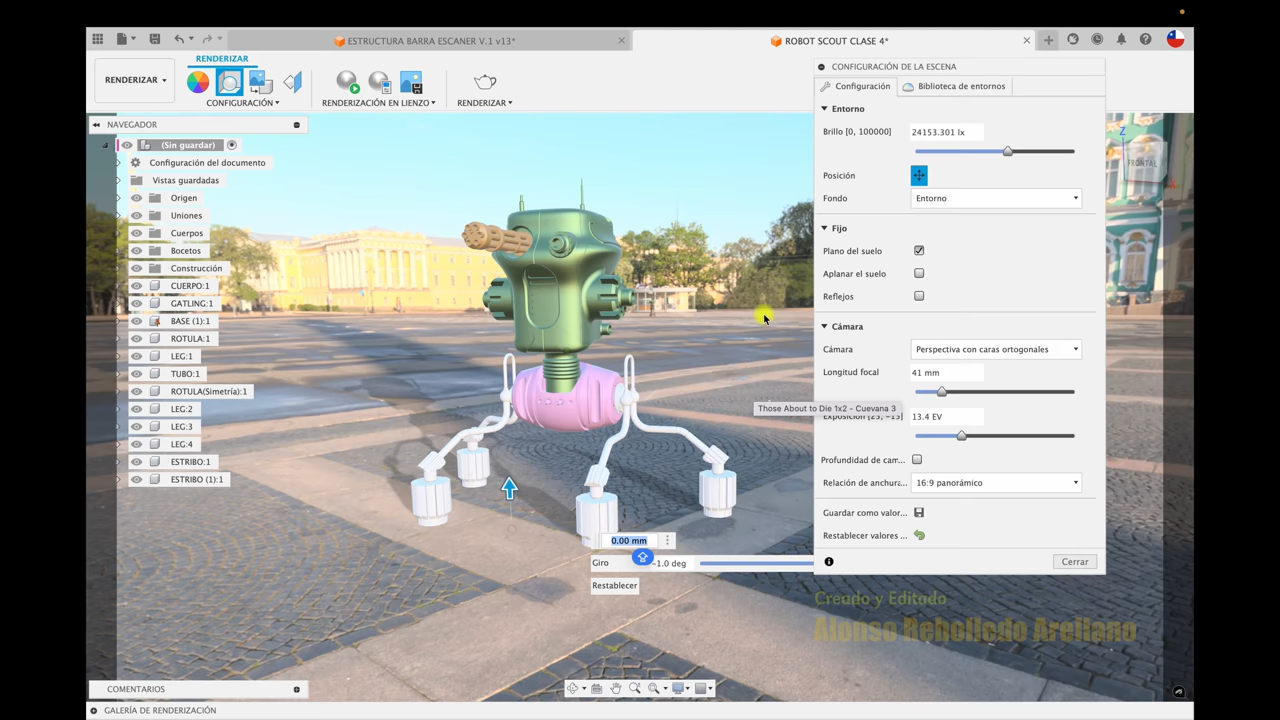 ESTRUCTURA BARRA ESCANER V.1 v13*
ROBOT SCOUT CLASE 4*
RENDERIZAR
RENDERIZAR
CONFIGURACIÓN
RENDERIZACIÓN EN LIENZO
RENDERIZAR
NAVEGADOR
(Sin guardar)
Configuración del documento
Vistas guardadas
Origen
Uniones
Cuerpos
Bocetos
Construcción
CUERPO:1
GATLING:1
BASE (1):1
ROTULA:1
LEG:1
TUBO:1
ROTULA(Simetría):1
LEG:2
LEG:3
LEG:4
ESTRIBO:1
ESTRIBO (1):1
0.00 mm
Giro
-1.0 deg
Restablecer
CONFIGURACIÓN DE LA ESCENA
Configuración
Biblioteca de entornos
Entorno
Brillo [0, 100000]
24153.301 lx
Posición
Fondo
Entorno
Fijo
Plano del suelo
Aplanar el suelo
Reflejos
Cámara
Cámara
Perspectiva con caras ortogonales
Longitud focal
41 mm
Those About to Die 1x2 - Cuevana 3
Exposición [25, -15]
13.4 EV
Profundidad de cam...
Relación de anchura...
16:9 panorámico
Guardar como valor...
Restablecer valores ...
Cerrar
Z
FRONTAL
Creado y Editado
Alonso Rebolledo Arellano
COMENTARIOS
GALERÍA DE RENDERIZACIÓN